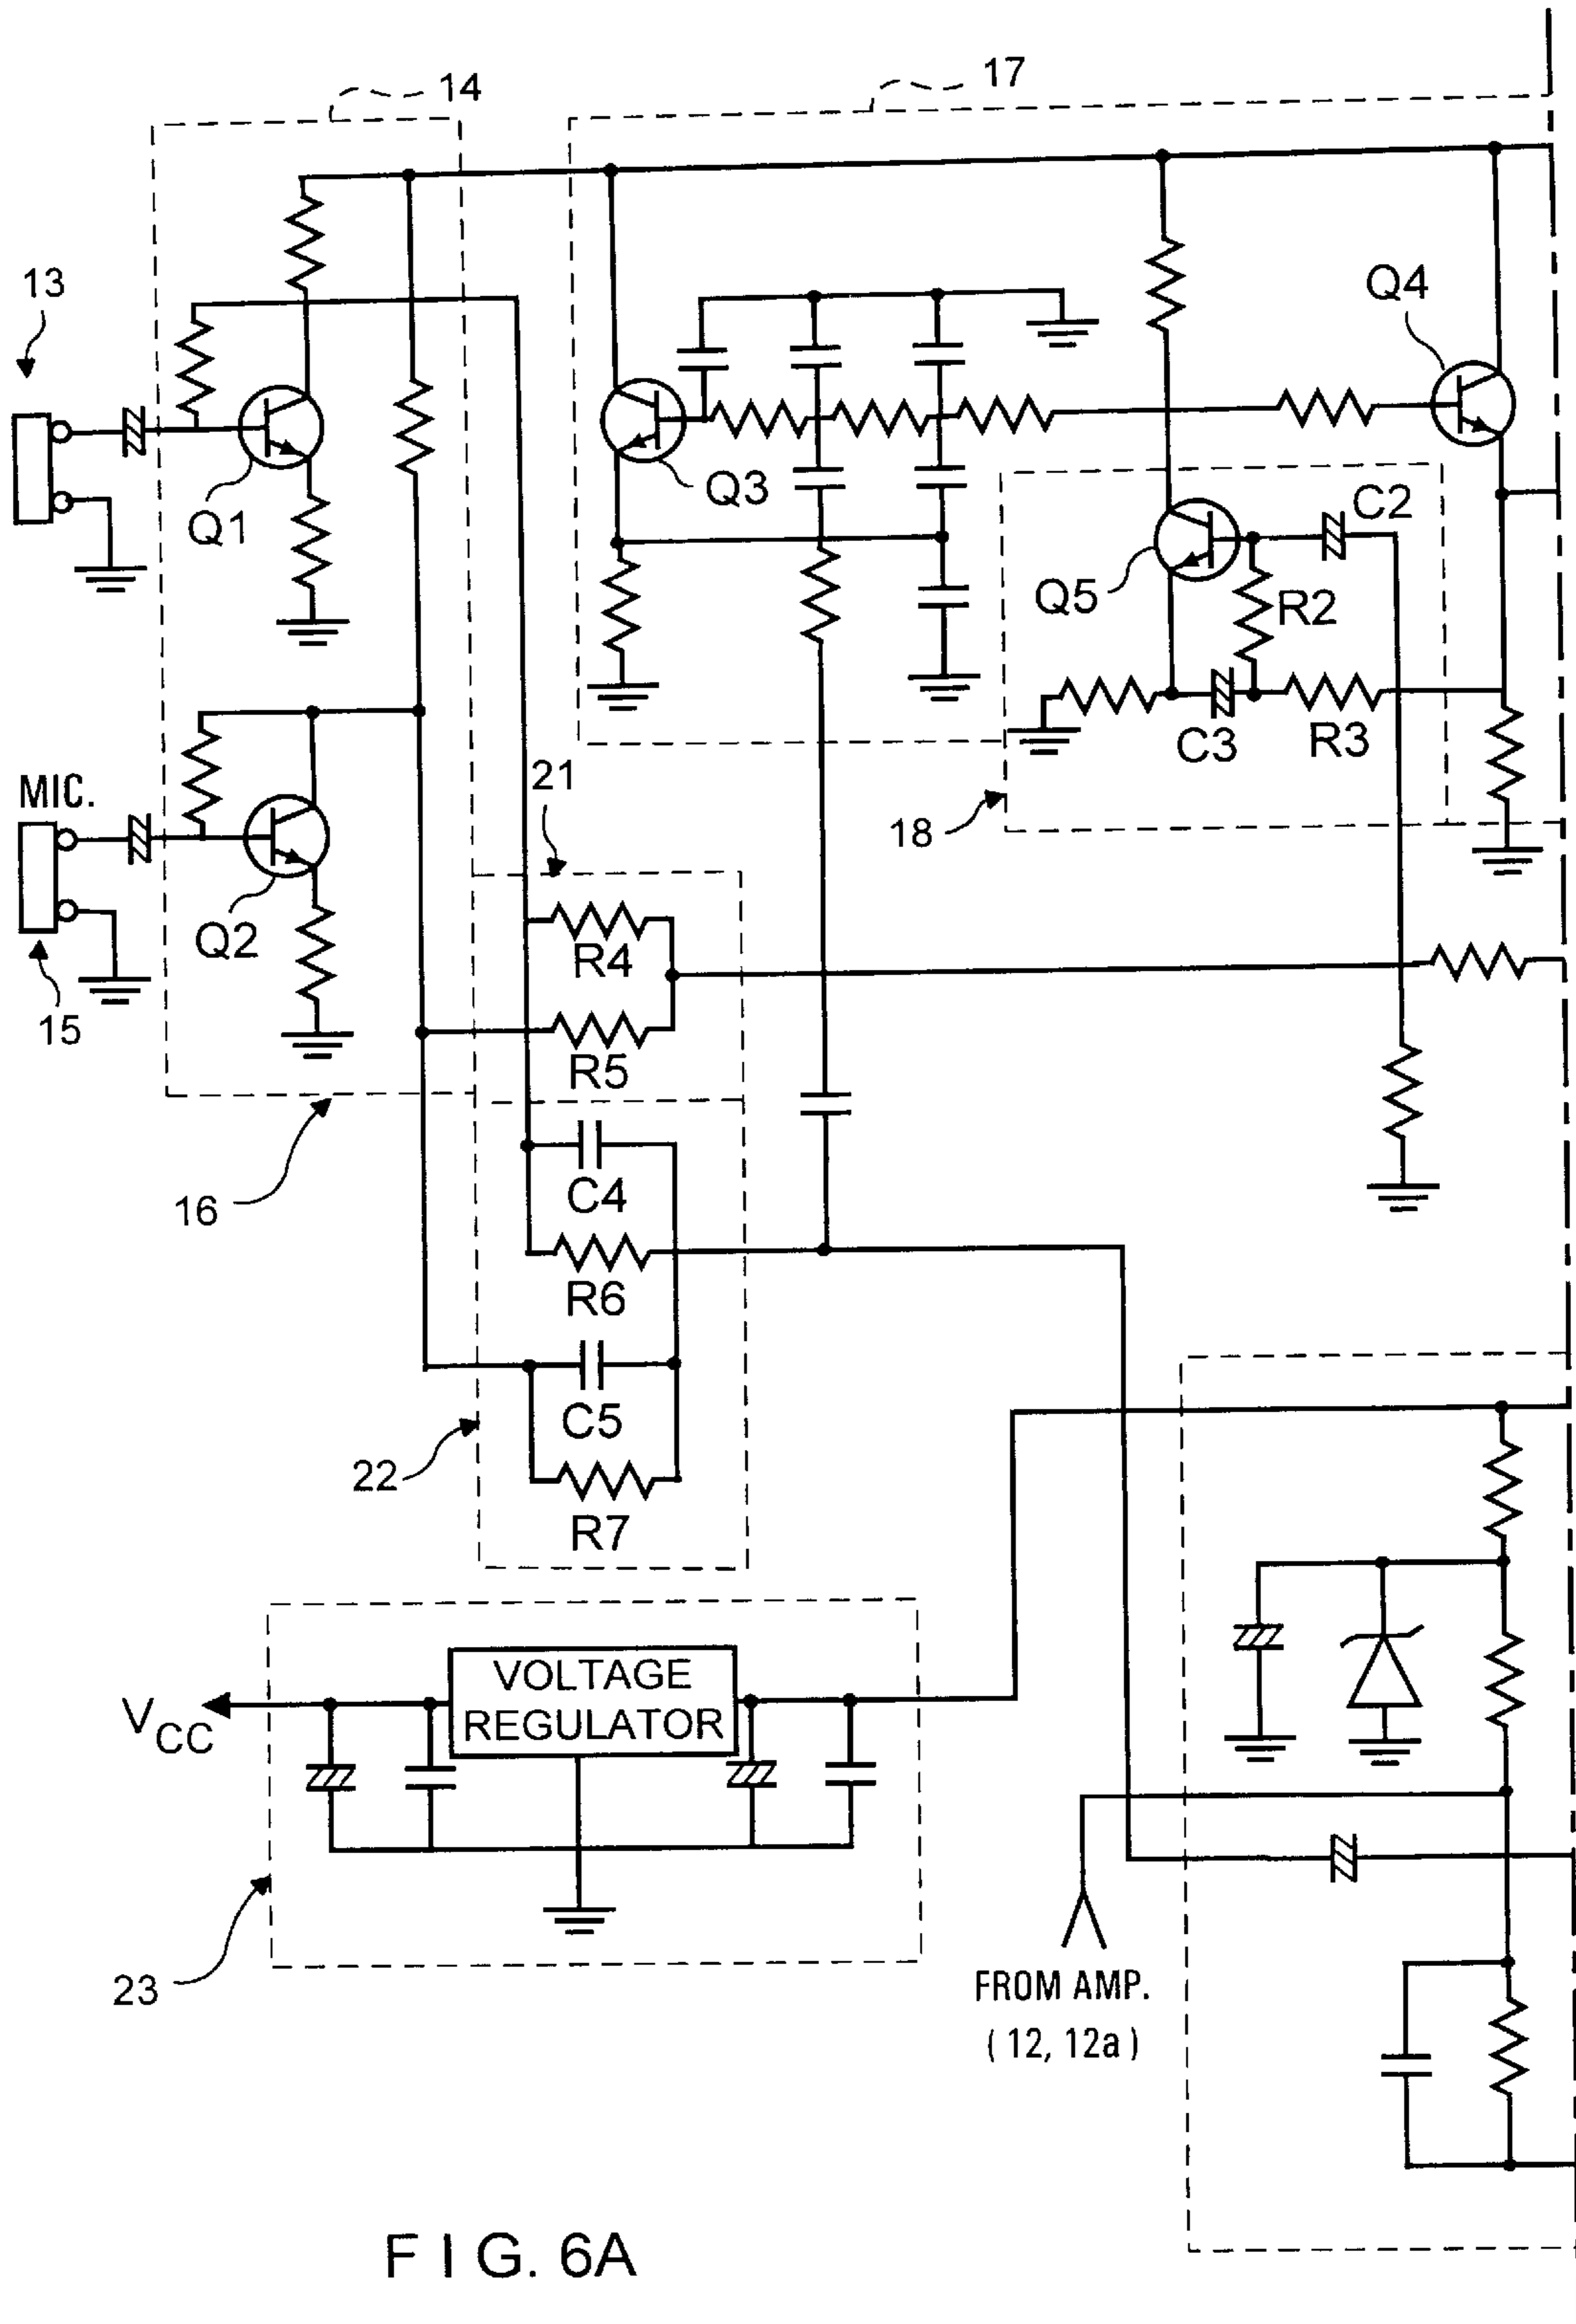 14
17
13
Q4
Q3
C2
Q1
Q5
R2
C3
R3
MIC.
21
18
Q2
R4
15
R5
16
C4
R6
C5
22
R7
VOLTAGE
REGULATOR
VCC
23
FROM AMP.
( 12, 12a )
FIG. 6A